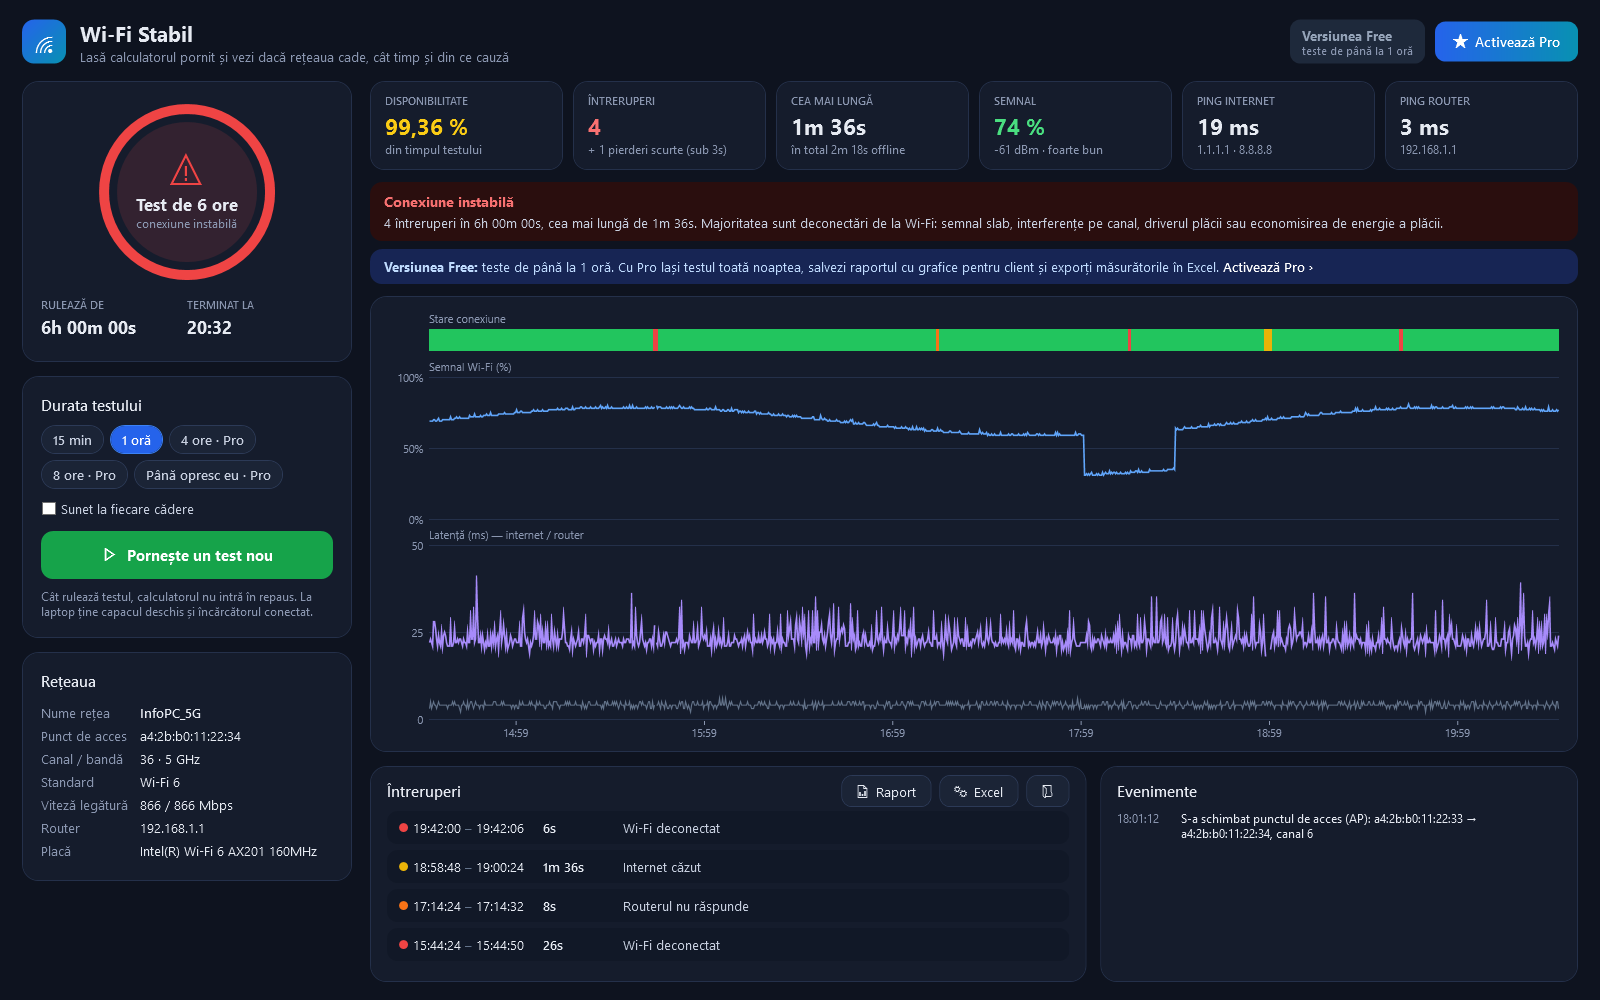 Wi-Fi Stabil
Lasă calculatorul pornit și vezi dacă rețeaua cade, cât timp și din ce cauză
Versiunea Free
teste de până la 1 oră
Activează Pro
Test de 6 ore
conexiune instabilă
RULEAZĂ DE
6h 00m 00s
TERMINAT LA
20:32
DISPONIBILITATE
99,36 %
din timpul testului
ÎNTRERUPERI
4
+ 1 pierderi scurte (sub 3s)
CEA MAI LUNGĂ
1m 36s
în total 2m 18s offline
SEMNAL
74 %
-61 dBm · foarte bun
PING INTERNET
19 ms
1.1.1.1 · 8.8.8.8
PING ROUTER
3 ms
192.168.1.1
Conexiune instabilă
4 întreruperi în 6h 00m 00s, cea mai lungă de 1m 36s. Majoritatea sunt deconectări de la Wi-Fi: semnal slab, interferențe pe canal, driverul plăcii sau economisirea de energie a plăcii.
Versiunea Free: teste de până la 1 oră. Cu Pro lași testul toată noaptea, salvezi raportul cu grafice pentru client și exporți măsurătorile în Excel. Activează Pro ›
Durata testului
15 min
1 oră
4 ore · Pro
8 ore · Pro
Până opresc eu · Pro
Sunet la fiecare cădere
Pornește un test nou
Cât rulează testul, calculatorul nu intră în repaus. La
laptop ține capacul deschis și încărcătorul conectat.
Rețeaua
Nume rețea InfoPC_5G
Punct de acces a4:2b:b0:11:22:34
Canal / bandă 36 · 5 GHz
Standard Wi-Fi 6
Viteză legătură 866 / 866 Mbps
Router 192.168.1.1
Placă Intel(R) Wi-Fi 6 AX201 160MHz
Stare conexiune
Semnal Wi-Fi (%)
100%
50%
0%
Latență (ms) — internet / router
50
25
0
14:59 15:59 16:59 17:59 18:59 19:59
Întreruperi
Raport
Excel
19:42:00 – 19:42:06 6s Wi-Fi deconectat
18:58:48 – 19:00:24 1m 36s Internet căzut
17:14:24 – 17:14:32 8s Routerul nu răspunde
15:44:24 – 15:44:50 26s Wi-Fi deconectat
Evenimente
18:01:12 S-a schimbat punctul de acces (AP): a4:2b:b0:11:22:33 →
a4:2b:b0:11:22:34, canal 6